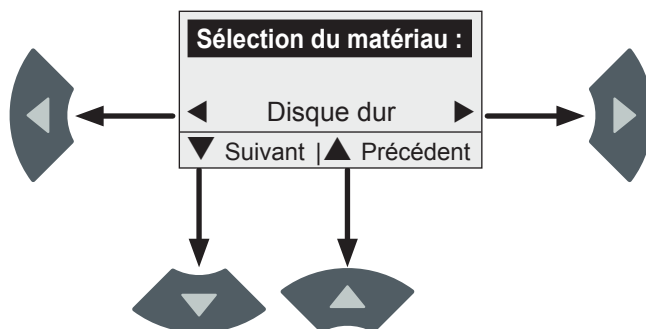 Sélection du matériau :
◀ Disque dur ▶
▼ Suivant | ▲ Précédent